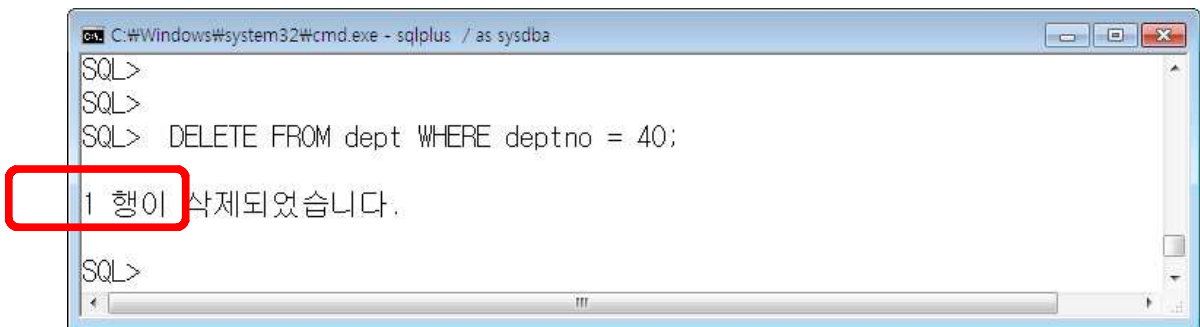 C:₩Windows₩system32₩cmd.exe - sqlplus / as sysdba
SQL>
SQL>
SQL> DELETE FROM dept WHERE deptno = 40;
1 행이 삭제되었습니다.
SQL>